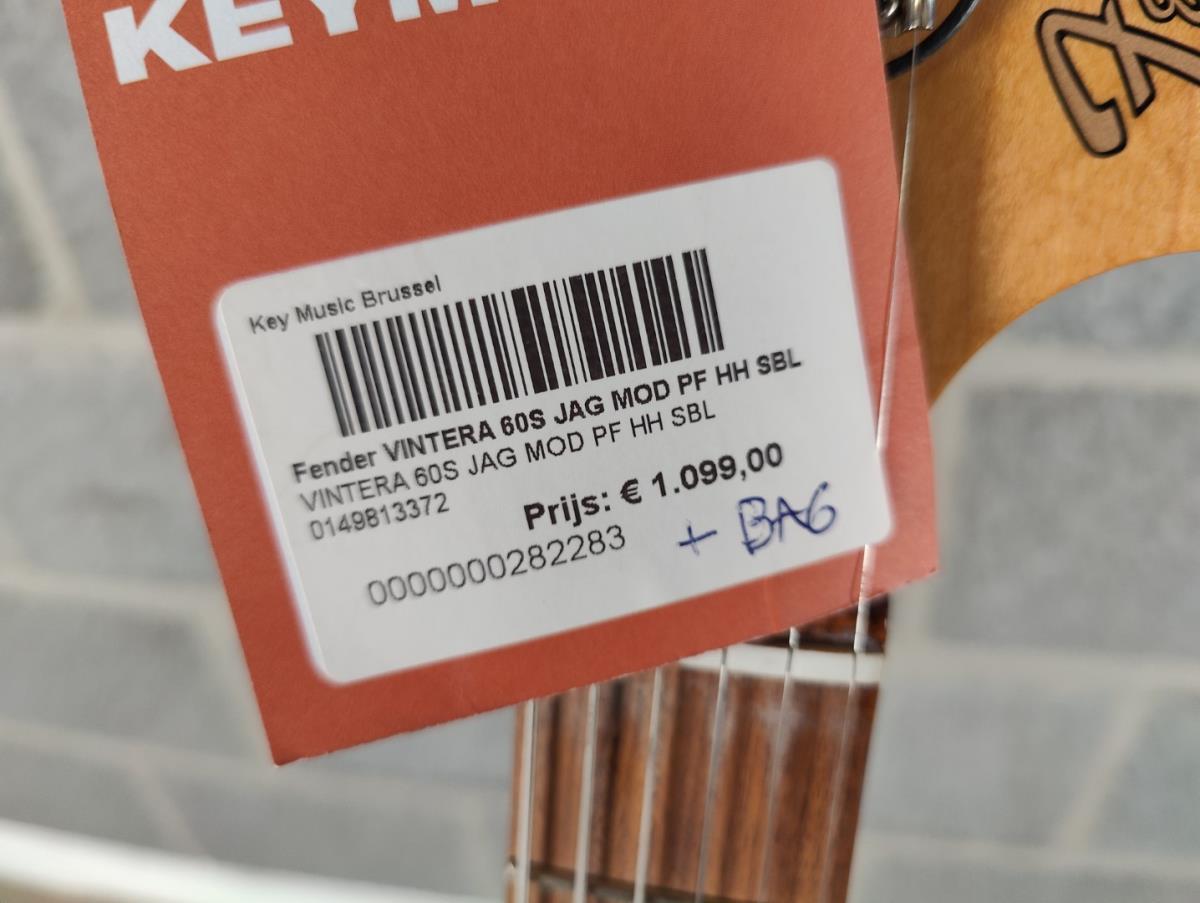 KEYM
Key Music Brussel
Fender VINTERA 60S JAG MOD PF HH SBL
VINTERA 60S JAG MOD PF HH SBL
0149813372
Prijs: € 1.099,00
+ BAG
0000000282283